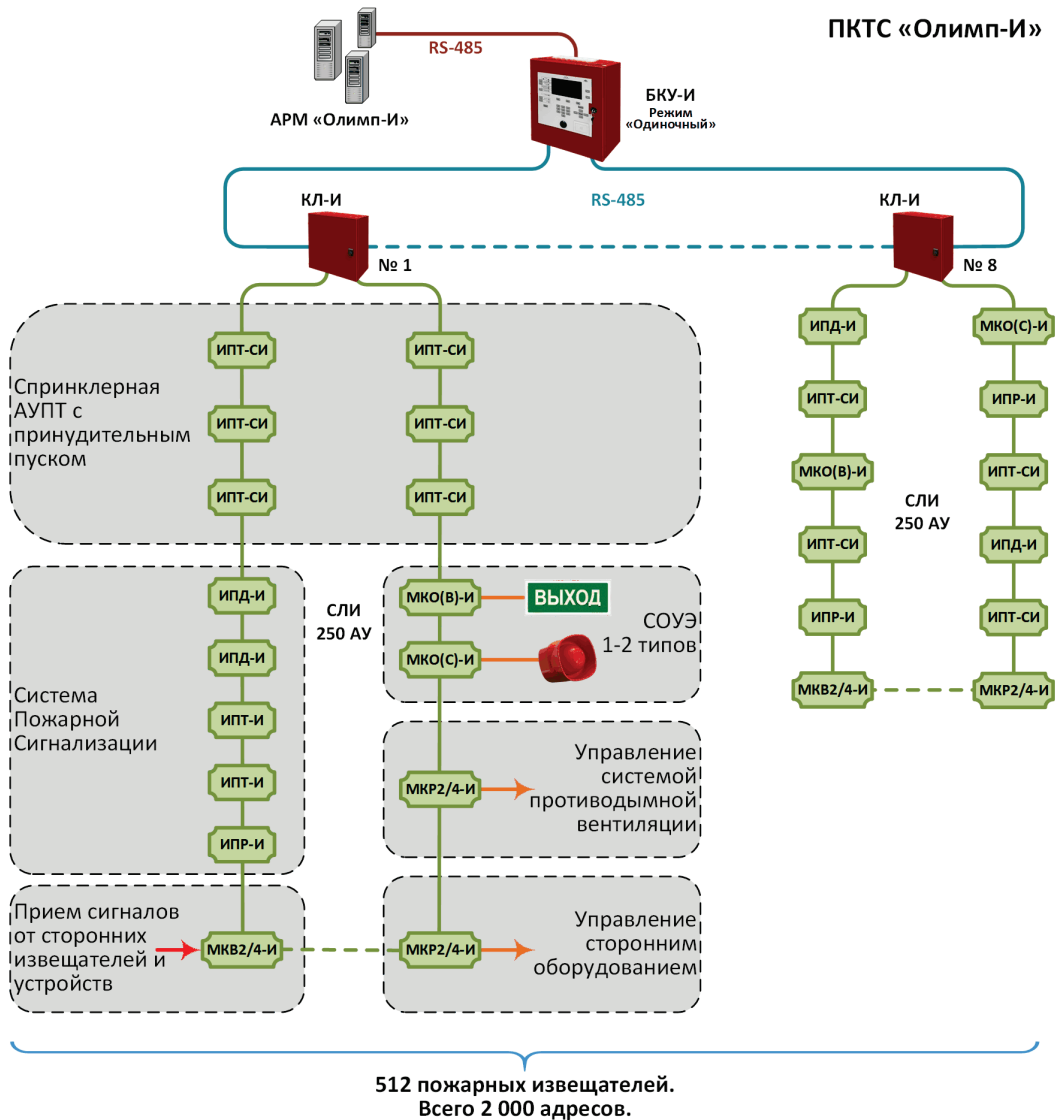 ПКТС «Олимп-И»
RS-485
АРМ «Олимп-И»
БКУ-И
Режим
«Одиночный»
RS-485
КЛ-И
№ 1
КЛ-И
№ 8
Спринклерная
АУПТ с
принудительным
пуском
ИПТ-СИ
ИПТ-СИ
ИПТ-СИ
ИПТ-СИ
ИПТ-СИ
ИПТ-СИ
Система
Пожарной
Сигнализации
ИПД-И
ИПД-И
ИПТ-И
ИПТ-И
ИПР-И
СЛИ
250 АУ
МКО(В)-И
ВЫХОД
МКО(С)-И
СОУЭ
1-2 типов
МКР2/4-И
Управление
системой
противодымной
вентиляции
Прием сигналов
от сторонних
извещателей и
устройств
МКВ2/4-И
МКР2/4-И
Управление
сторонним
оборудованием
ИПД-И
ИПТ-СИ
МКО(В)-И
ИПТ-СИ
ИПР-И
МКВ2/4-И
СЛИ
250 АУ
МКО(С)-И
ИПР-И
ИПТ-СИ
ИПД-И
ИПТ-СИ
МКР2/4-И
512 пожарных извещателей.
Всего 2 000 адресов.